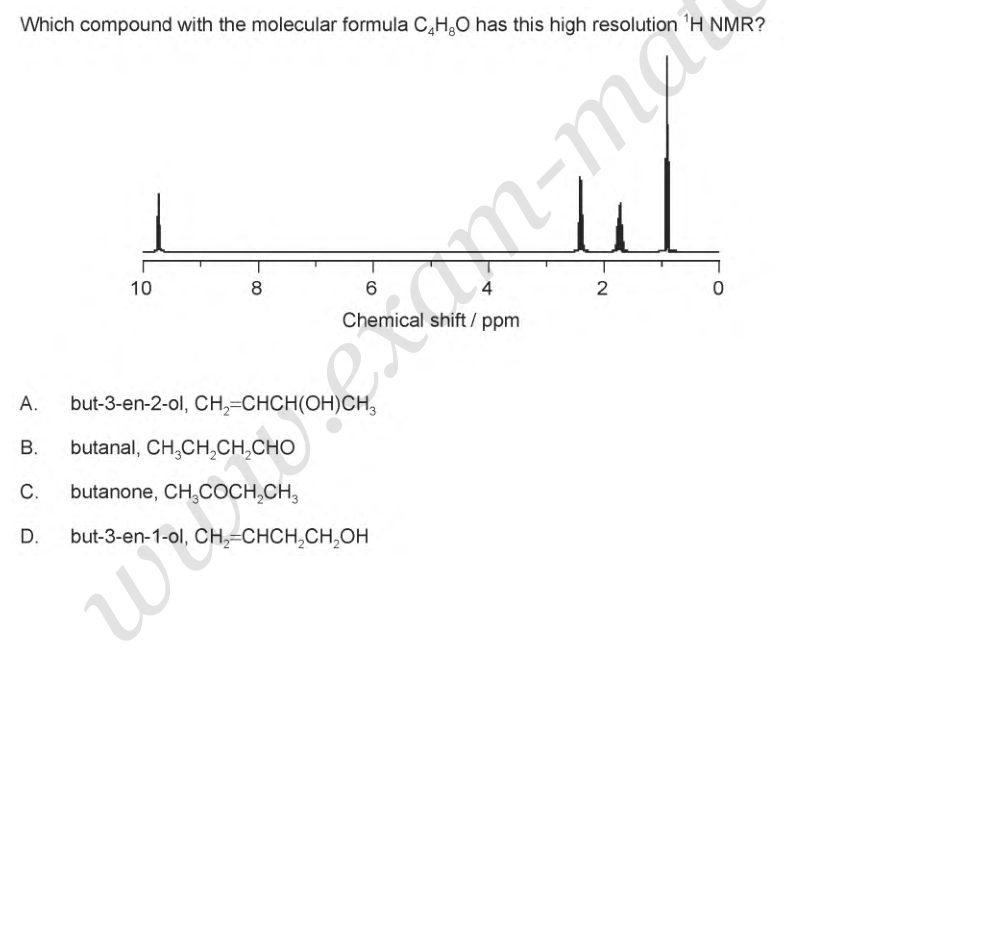 Which compound with the molecular formula C₄H₈O has this high resolution ¹H NMR?
10 8 6 4 2 0
Chemical shift / ppm
A. but-3-en-2-ol, CH₂=CHCH(OH)CH₃
B. butanal, CH₃CH₂CH₂CHO
C. butanone, CH₃COCH₂CH₃
D. but-3-en-1-ol, CH₂=CHCH₂CH₂OH
www.exam-mate